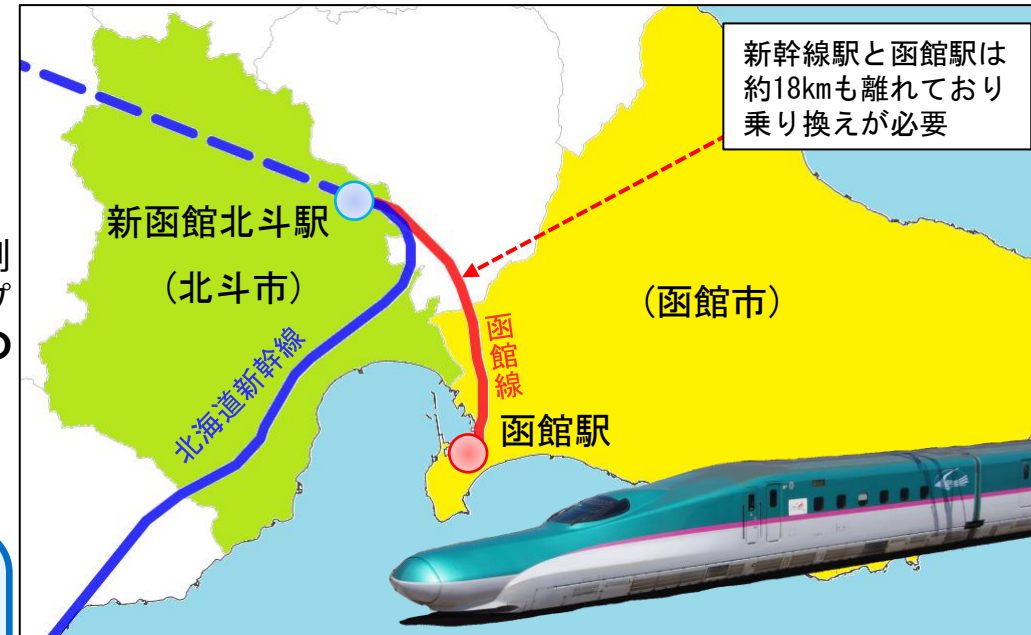 新幹線駅と函館駅は
約18kmも離れており
乗り換えが必要
新函館北斗駅
(北斗市)
(函館市)
北海道新幹線
函館線
函館駅
プ